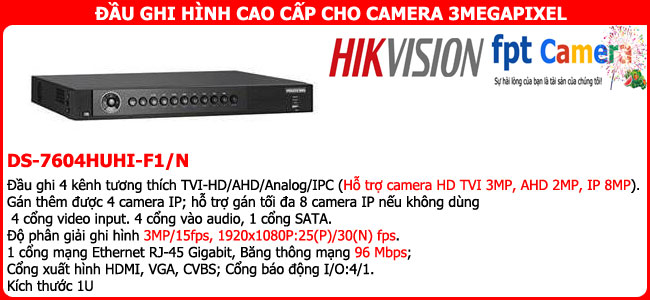 ĐẦU GHI HÌNH CAO CẤP CHO CAMERA 3MEGAPIXEL
HIKVISION
fpt Camera
Sự hài lòng của bạn là tài sản của chúng tôi!
DS-7604HUHI-F1/N
Đầu ghi 4 kênh tương thích TVI-HD/AHD/Analog/IPC (Hỗ trợ camera HD TVI 3MP, AHD 2MP, IP 8MP).
Gán thêm được 4 camera IP; hỗ trợ gán tối đa 8 camera IP nếu không dùng
4 cổng video input. 4 cổng vào audio, 1 cổng SATA.
Độ phân giải ghi hình 3MP/15fps, 1920x1080P:25(P)/30(N) fps.
1 cổng mạng Ethernet RJ-45 Gigabit, Băng thông mạng 96 Mbps;
Cổng xuất hình HDMI, VGA, CVBS; Cổng báo động I/O:4/1.
Kích thước 1U